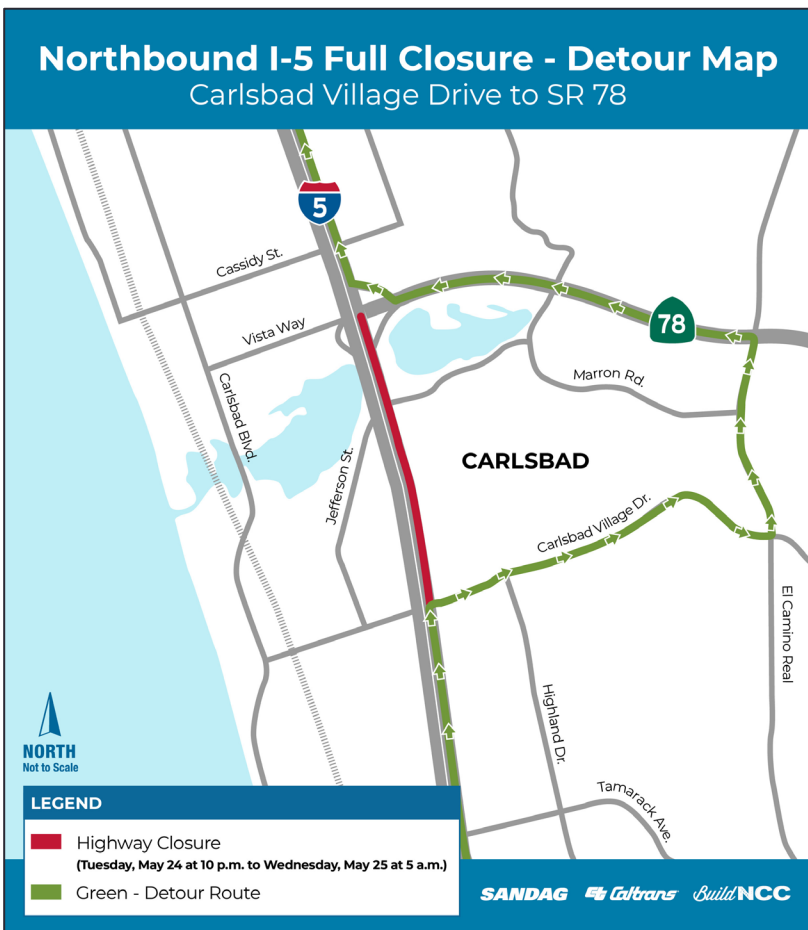 Northbound I-5 Full Closure - Detour Map
Carlsbad Village Drive to SR 78
5
Cassidy St.
78
Vista Way
Marron Rd.
Carlsbad Blvd.
CARLSBAD
Jefferson St.
Carlsbad Village Dr.
El Camino Real
Highland Dr.
NORTH
Not to Scale
Tamarack Ave.
LEGEND
Highway Closure
(Tuesday, May 24 at 10 p.m. to Wednesday, May 25 at 5 a.m.)
Green - Detour Route
SANDAG
Caltrans
Build NCC